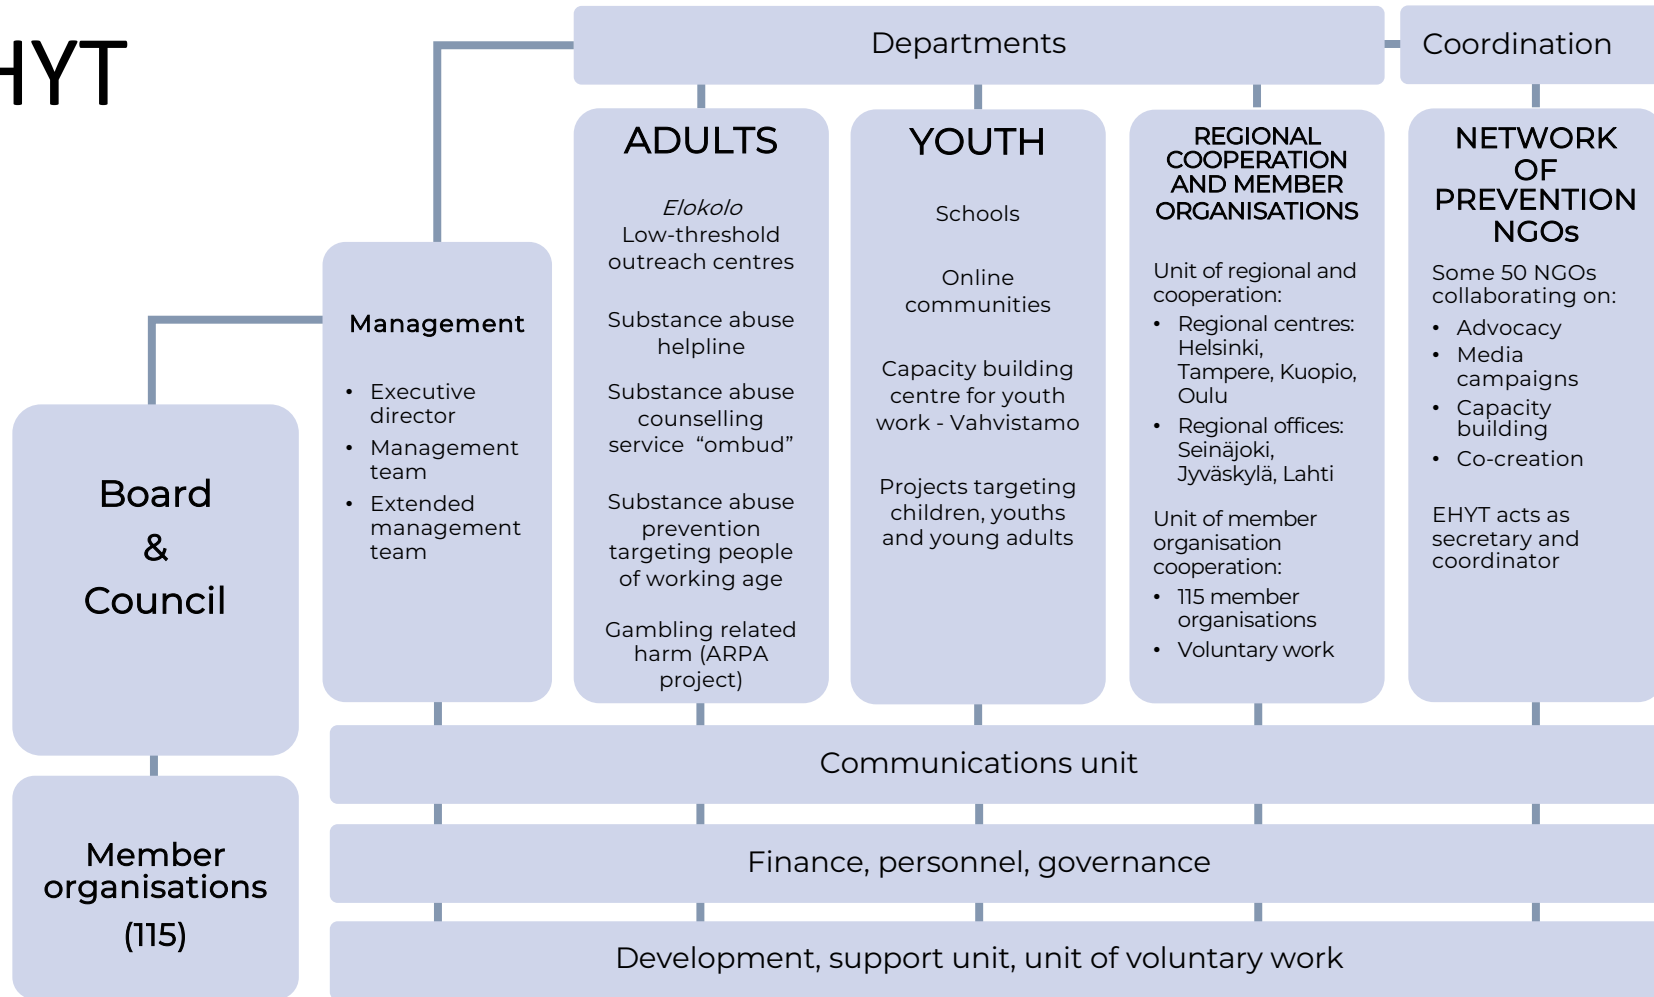 HYT
Departments
Coordination
Board
&
Council
Member
organisations
(115)
Management
• Executive
director
• Management
team
• Extended
management
team
ADULTS
Elokolo
Low-threshold
outreach centres
Substance abuse
helpline
Substance abuse
counselling
service “ombud”
Substance abuse
prevention
targeting people
of working age
Gambling related
harm (ARPA
project)
YOUTH
Schools
Online
communities
Capacity building
centre for youth
work - Vahvistamo
Projects targeting
children, youths
and young adults
REGIONAL
COOPERATION
AND MEMBER
ORGANISATIONS
Unit of regional and
cooperation:
• Regional centres:
Helsinki,
Tampere, Kuopio,
Oulu
• Regional offices:
Seinäjoki,
Jyväskylä, Lahti
Unit of member
organisation
cooperation:
• 115 member
organisations
• Voluntary work
NETWORK
OF
PREVENTION
NGOs
Some 50 NGOs
collaborating on:
• Advocacy
• Media
campaigns
• Capacity
building
• Co-creation
EHYT acts as
secretary and
coordinator
Communications unit
Finance, personnel, governance
Development, support unit, unit of voluntary work